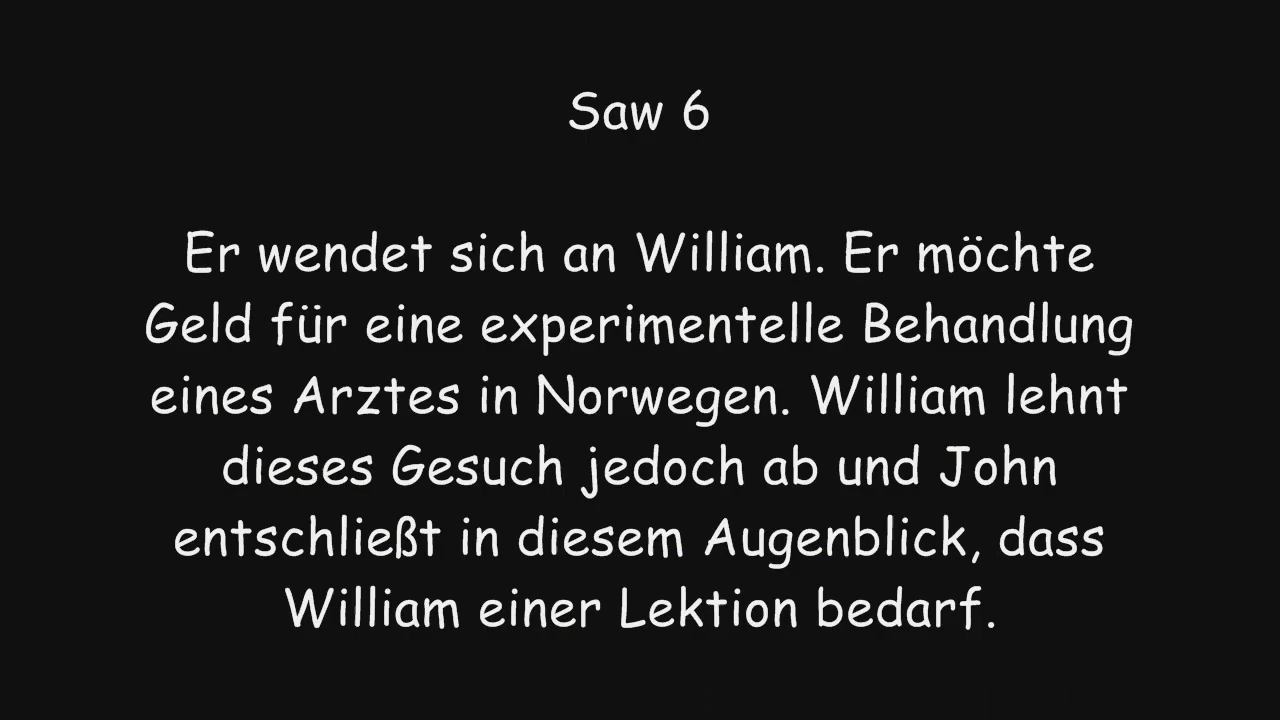 Saw 6
Er wendet sich an William. Er möchte
Geld für eine experimentelle Behandlung
eines Arztes in Norwegen. William lehnt
dieses Gesuch jedoch ab und John
entschließt in diesem Augenblick, dass
William einer Lektion bedarf.